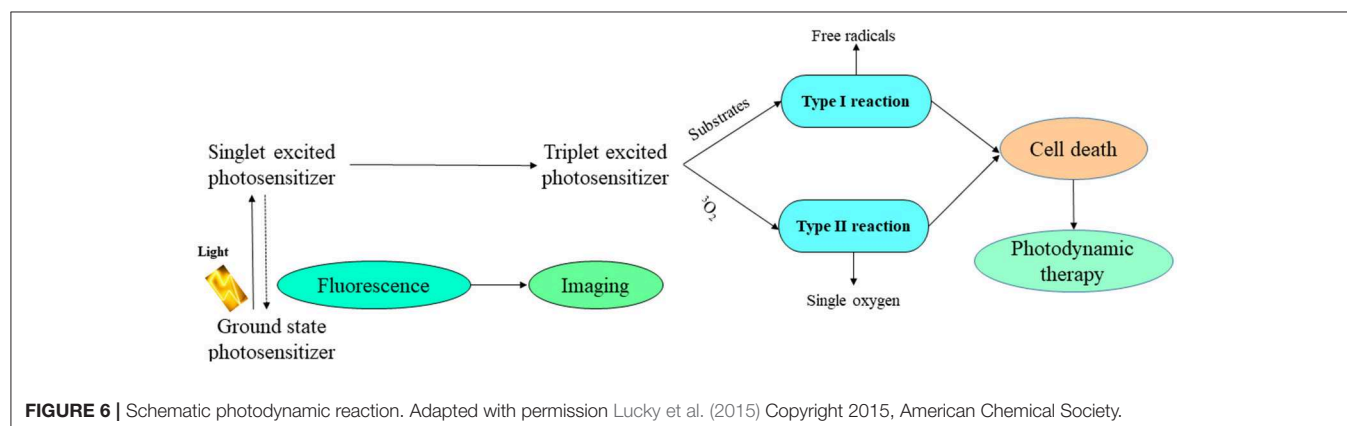 Free radicals
Type I reaction
Substrates
Singlet excited
photosensitizer
Triplet excited
photosensitizer
Cell death
³O₂
Type II reaction
Light
Fluorescence
Imaging
Photodynamic
therapy
Single oxygen
Ground state
photosensitizer
FIGURE 6 | Schematic photodynamic reaction. Adapted with permission Lucky et al. (2015) Copyright 2015, American Chemical Society.